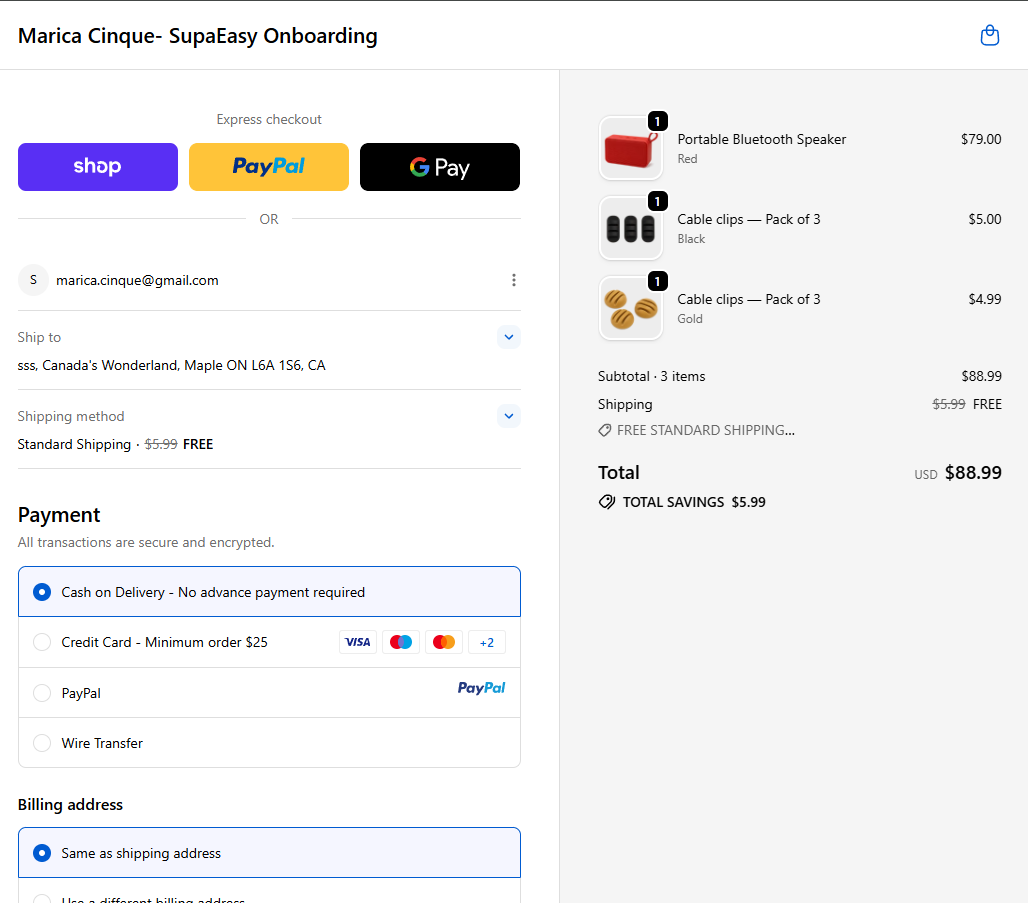 Marica Cinque- SupaEasy Onboarding
Express checkout
shop
PayPal
G Pay
OR
S
marica.cinque@gmail.com
Ship to
sss, Canada's Wonderland, Maple ON L6A 1S6, CA
Shipping method
Standard Shipping · $5.99 FREE
Payment
All transactions are secure and encrypted.
Cash on Delivery - No advance payment required
Credit Card - Minimum order $25 VISA +2
PayPal PayPal
Wire Transfer
Billing address
Same as shipping address
Use a different billing address
1
Portable Bluetooth Speaker $79.00
Red
1
Cable clips — Pack of 3 $5.00
Black
1
Cable clips — Pack of 3 $4.99
Gold
Subtotal · 3 items $88.99
Shipping $5.99 FREE
FREE STANDARD SHIPPING...
Total USD $88.99
TOTAL SAVINGS $5.99